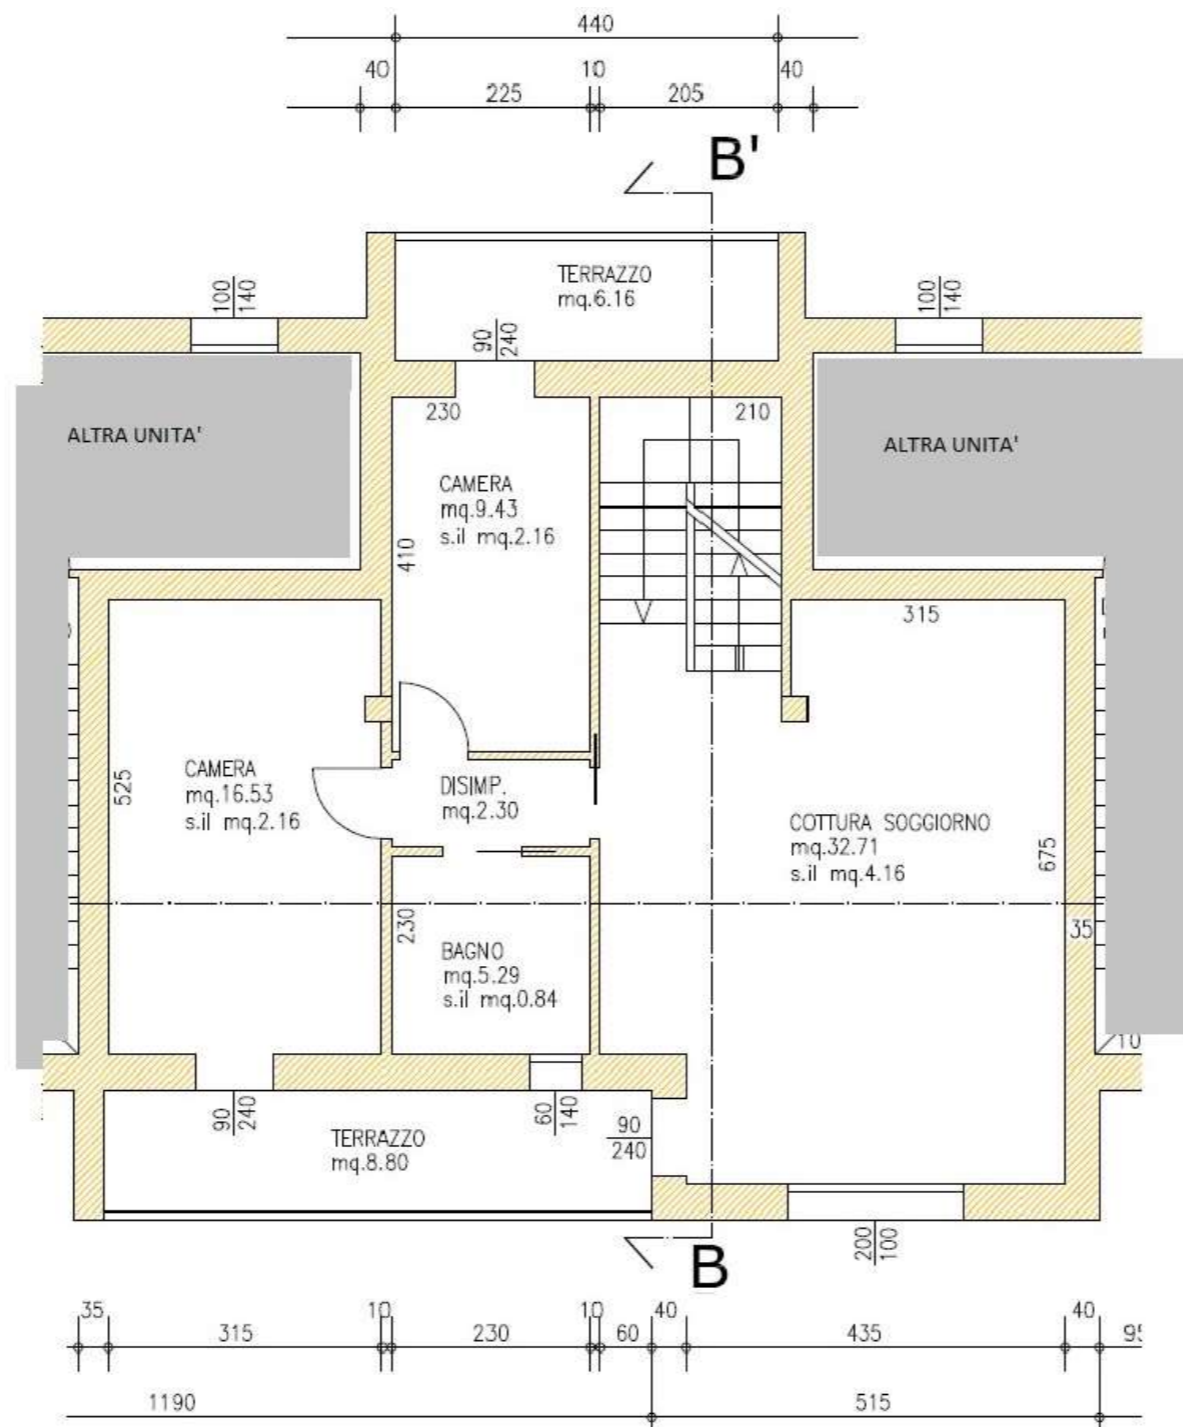 440
40
10
40
225
205
B'
TERRAZZO
mq.6.16
100
140
90
240
100
140
230
210
ALTRA UNITA'
ALTRA UNITA'
CAMERA
mq.9.43
s.il mq.2.16
410
315
CAMERA
mq.16.53
s.il mq.2.16
525
DISIMP.
mq.2.30
COTTURA SOGGIORNO
mq.32.71
s.il mq.4.16
675
230
35
BAGNO
mq.5.29
s.il mq.0.84
10
90
240
60
140
90
240
TERRAZZO
mq.8.80
200
100
B
35
10
10
40
40
315
230
60
435
1190
515